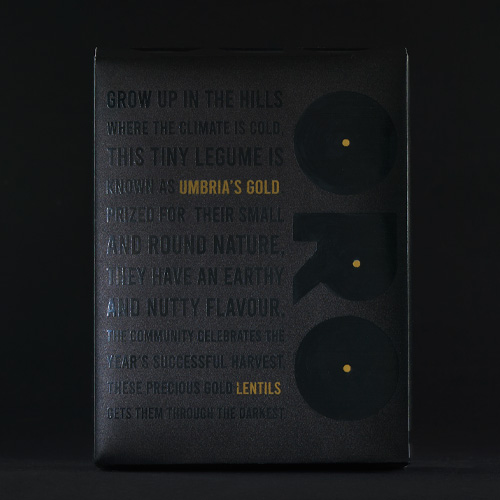 GROW UP IN THE HILLS
WHERE THE CLIMATE IS COLD,
THIS TINY LEGUME IS
KNOWN AS UMBRIA'S GOLD
PRIZED FOR THEIR SMALL
AND ROUND NATURE,
THEY HAVE AN EARTHY
AND NUTTY FLAVOUR.
THE COMMUNITY CELEBRATES THE
YEAR'S SUCCESSFUL HARVEST
THESE PRECIOUS GOLD LENTILS
GETS THEM THROUGH THE DARKEST
ORO